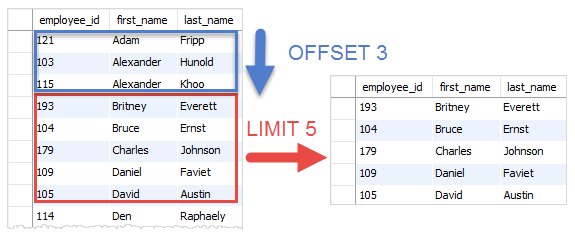 employee_id first_name last_name
121 Adam Fripp
103 Alexander Hunold
115 Alexander Khoo
193 Britney Everett
104 Bruce Ernst
179 Charles Johnson
109 Daniel Faviet
105 David Austin
114 Den Raphaely
OFFSET 3
LIMIT 5
employee_id first_name last_name
193 Britney Everett
104 Bruce Ernst
179 Charles Johnson
109 Daniel Faviet
105 David Austin